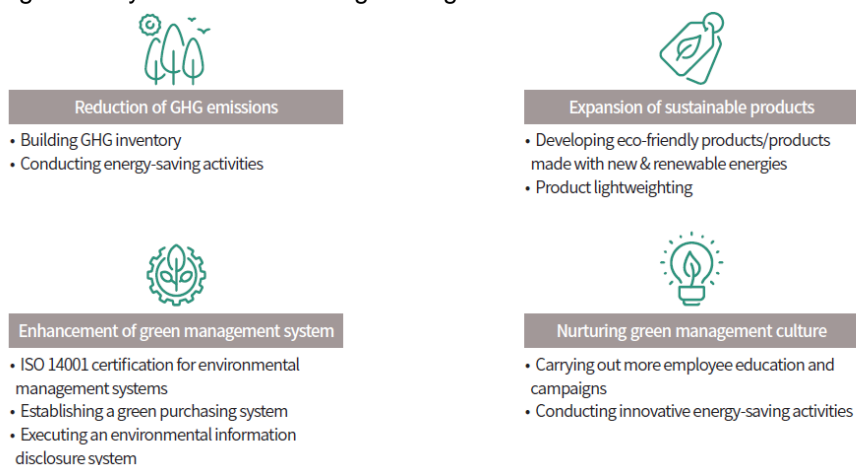 Reduction of GHG emissions
• Building GHG inventory
• Conducting energy-saving activities
Expansion of sustainable products
• Developing eco-friendly products/products
made with new & renewable energies
• Product lightweighting
Enhancement of green management system
• ISO 14001 certification for environmental
management systems
• Establishing a green purchasing system
• Executing an environmental information
disclosure system
Nurturing green management culture
• Carrying out more employee education and
campaigns
• Conducting innovative energy-saving activities